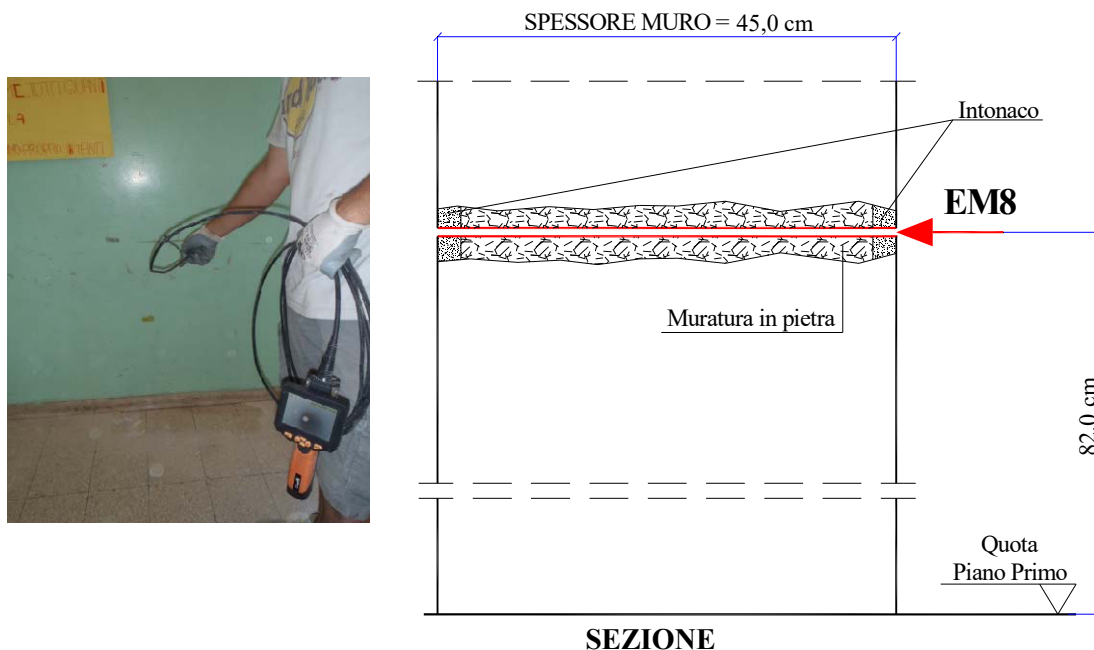 SPESSORE MURO = 45,0 cm
Intonaco
EM8
Muratura in pietra
82,0 cm
Quota
Piano Primo
SEZIONE